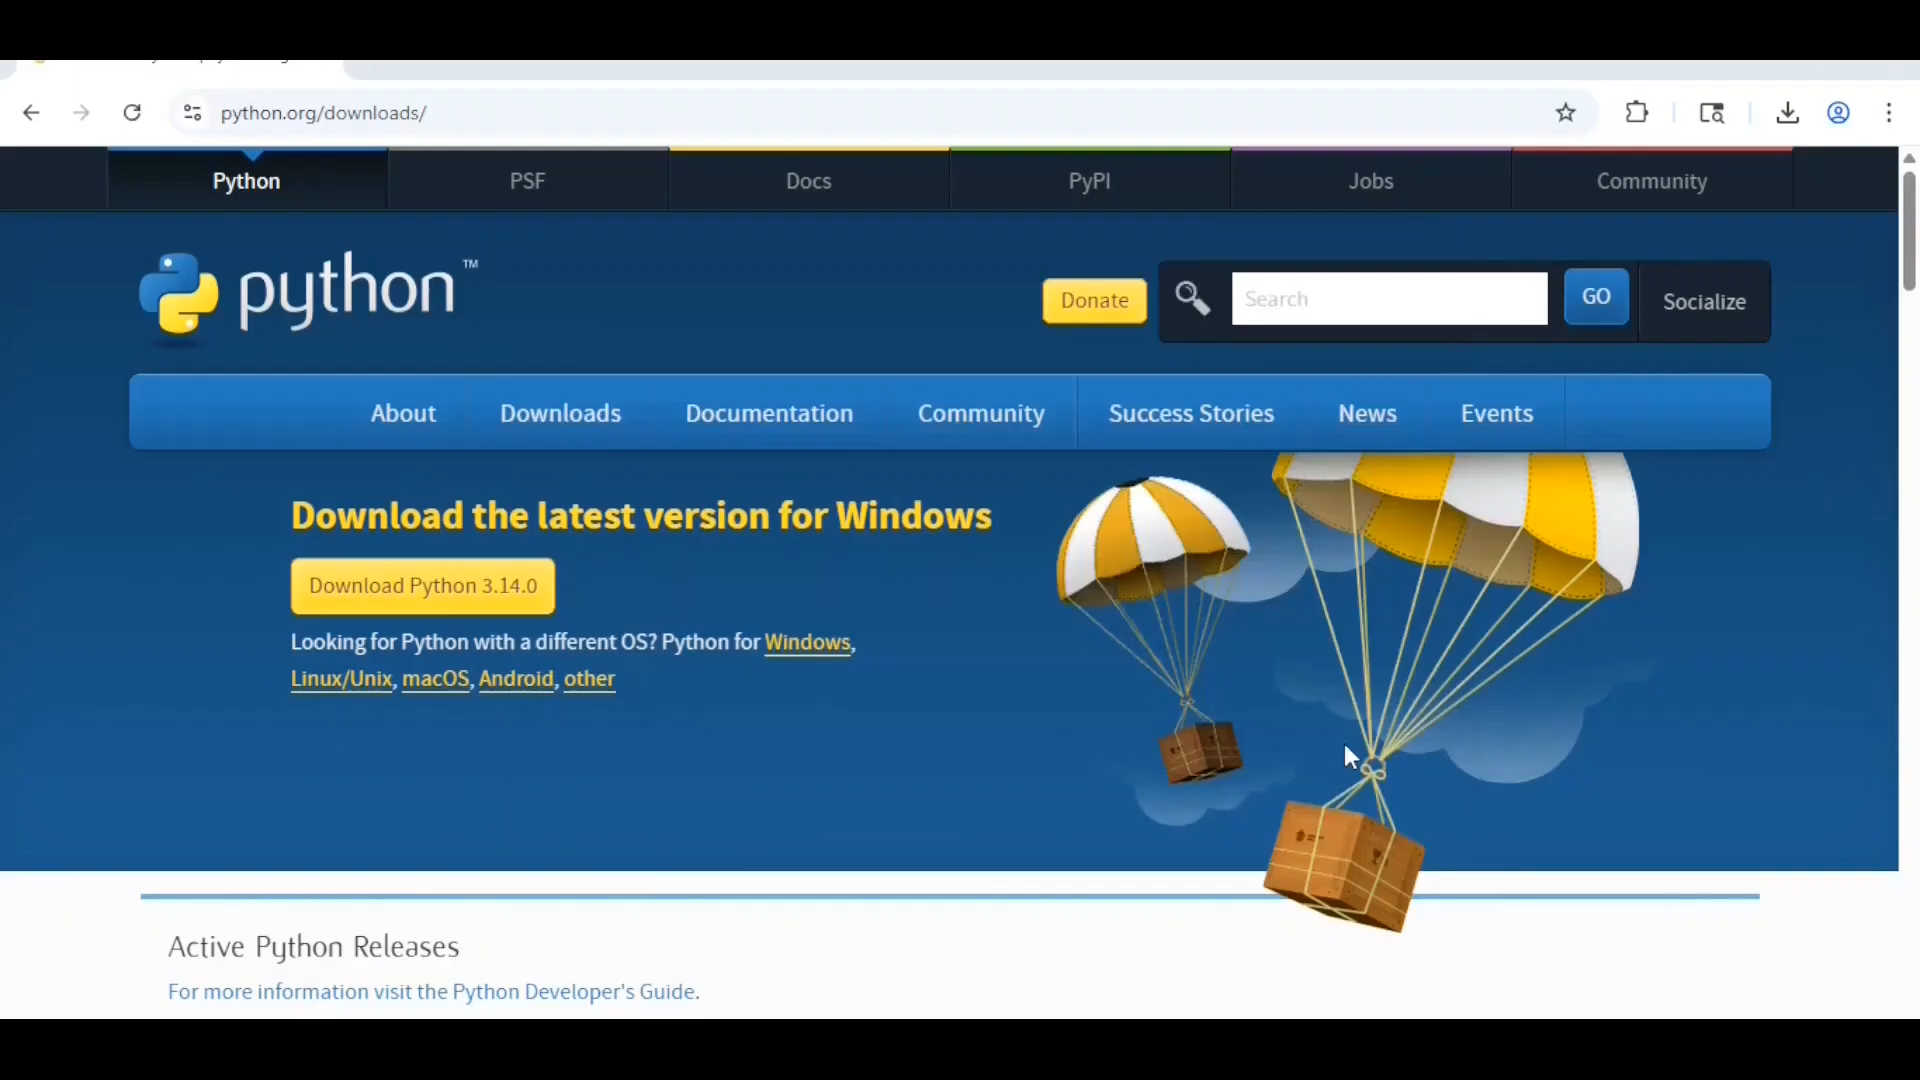 python.org/downloads/
Python
PSF
Docs
PyPI
Jobs
Community
python™
Donate
Search
GO
Socialize
About
Downloads
Documentation
Community
Success Stories
News
Events
Download the latest version for Windows
Download Python 3.14.0
Looking for Python with a different OS? Python for Windows,
Linux/Unix, macOS, Android, other
Active Python Releases
For more information visit the Python Developer's Guide.